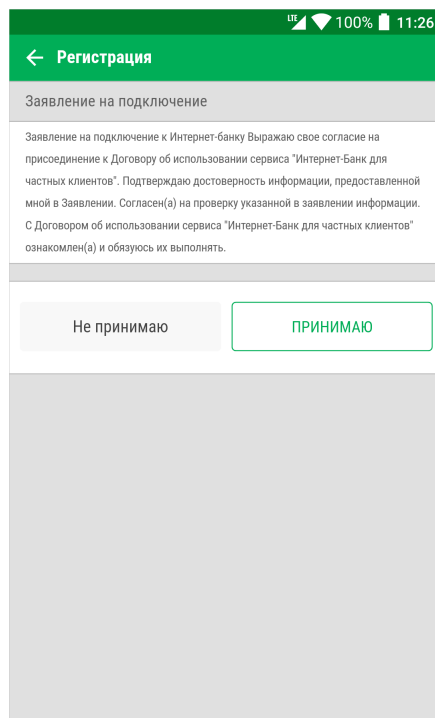 LTE 100% 11:26
Регистрация
Заявление на подключение
Заявление на подключение к Интернет-банку Выражаю свое согласие на
присоединение к Договору об использовании сервиса "Интернет-Банк для
частных клиентов". Подтверждаю достоверность информации, предоставленной
мной в Заявлении. Согласен(а) на проверку указанной в заявлении информации.
С Договором об использовании сервиса "Интернет-Банк для частных клиентов"
ознакомлен(а) и обязуюсь их выполнять.
Не принимаю ПРИНИМАЮ